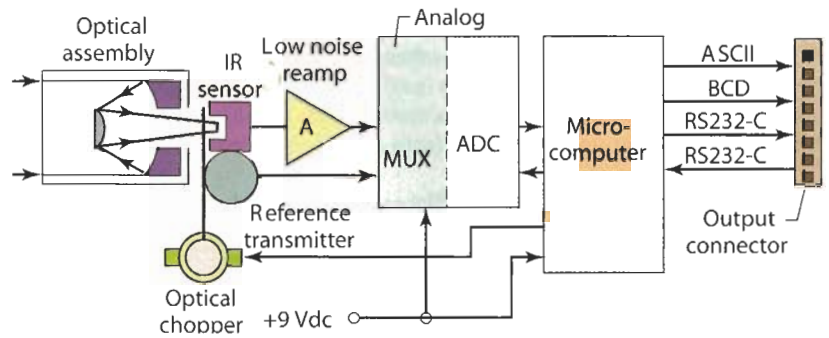 Optical
assembly
IR
sensor
Low noise
reamp
A
Analog
MUX
ADC
Micro-
computer
ASCII
BCD
RS232-C
RS232-C
Output
connector
Reference
transmitter
Optical
chopper
+9 Vdc